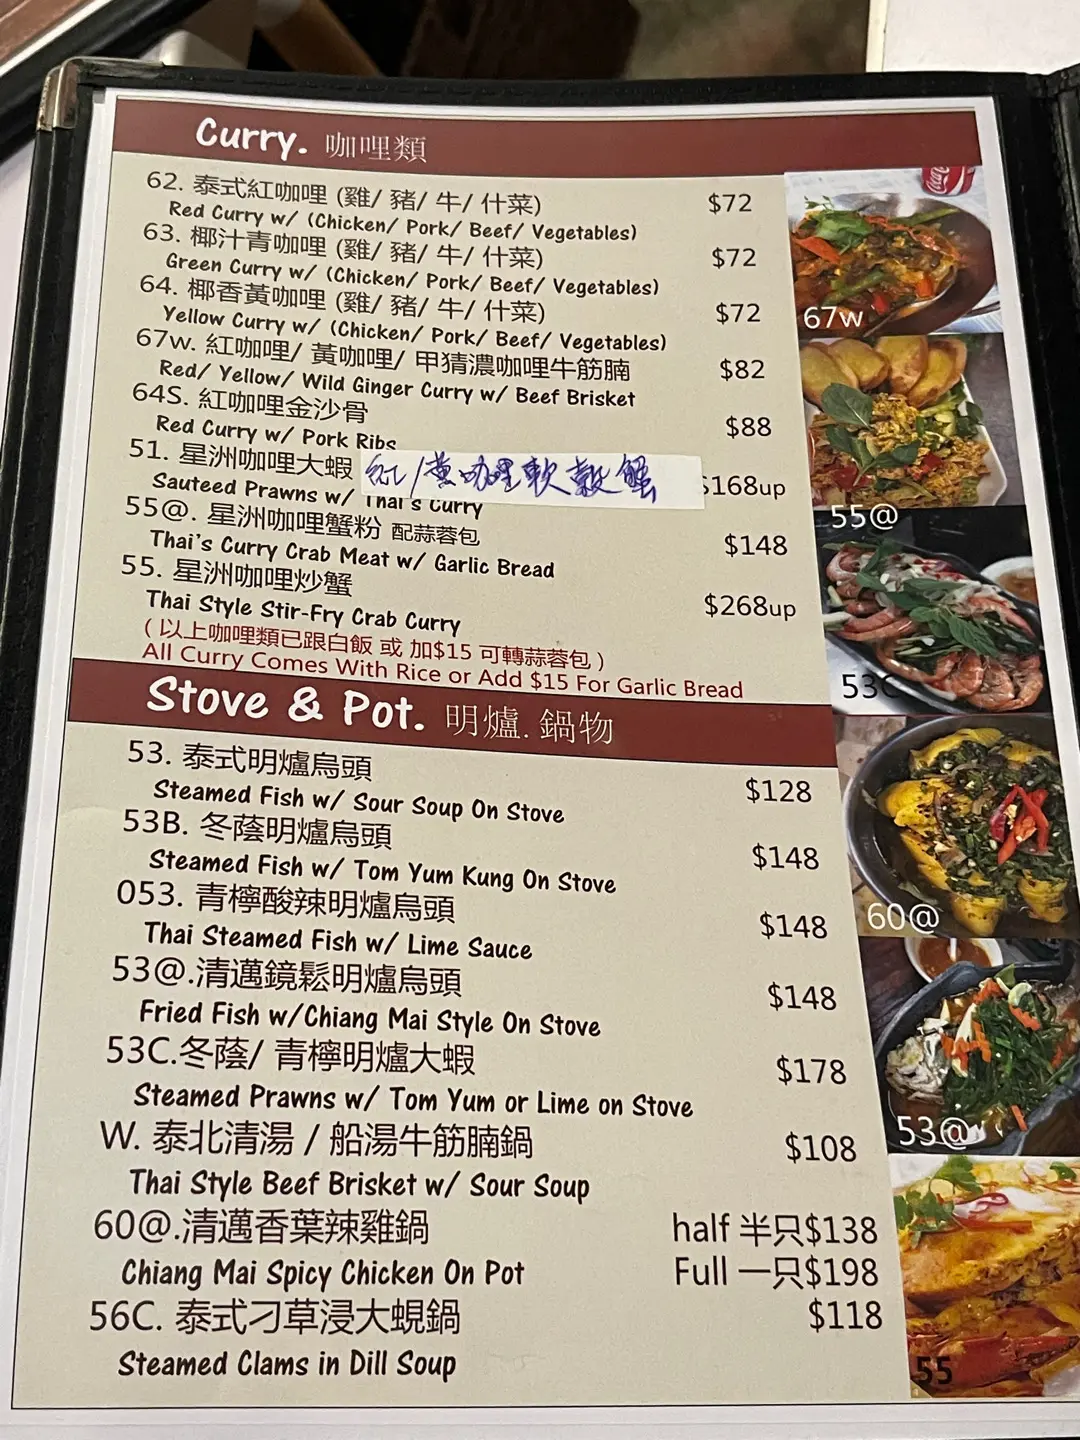 Curry. 咖哩類
62. 泰式紅咖哩 (雞/ 豬/ 牛/ 什菜) $72
Red Curry w/ (Chicken/ Pork/ Beef/ Vegetables)
63. 椰汁青咖哩 (雞/ 豬/ 牛/ 什菜) $72
Green Curry w/ (Chicken/ Pork/ Beef/ Vegetables)
64. 椰香黃咖哩 (雞/ 豬/ 牛/ 什菜) $72
Yellow Curry w/ (Chicken/ Pork/ Beef/ Vegetables)
67w. 紅咖哩/ 黃咖哩/ 甲猜濃咖哩牛筋腩 $82
Red/ Yellow/ Wild Ginger Curry w/ Beef Brisket
64S. 紅咖哩金沙骨 $88
Red Curry w/ Pork Ribs
51. 星洲咖哩大蝦 紅/黃咖哩軟殼蟹 $168up
Sauteed Prawns w/ Thai's Curry
55@. 星洲咖哩蟹粉 配蒜蓉包 $148
Thai's Curry Crab Meat w/ Garlic Bread
55. 星洲咖哩炒蟹 $268up
Thai Style Stir-Fry Crab Curry
( 以上咖哩類已跟白飯 或 加$15 可轉蒜蓉包 )
All Curry Comes With Rice or Add $15 For Garlic Bread
Stove & Pot. 明爐. 鍋物
53. 泰式明爐烏頭 $128
Steamed Fish w/ Sour Soup On Stove
53B. 冬蔭明爐烏頭 $148
Steamed Fish w/ Tom Yum Kung On Stove
053. 青檸酸辣明爐烏頭 $148
Thai Steamed Fish w/ Lime Sauce
53@.清邁鏡鬆明爐烏頭 $148
Fried Fish w/Chiang Mai Style On Stove
53C.冬蔭/ 青檸明爐大蝦 $178
Steamed Prawns w/ Tom Yum or Lime on Stove
W. 泰北清湯 / 船湯牛筋腩鍋 $108
Thai Style Beef Brisket w/ Sour Soup
60@.清邁香葉辣雞鍋 half 半只$138
Chiang Mai Spicy Chicken On Pot Full 一只$198
56C. 泰式刁草浸大蜆鍋 $118
Steamed Clams in Dill Soup
67w
55@
53C
60@
53@
55